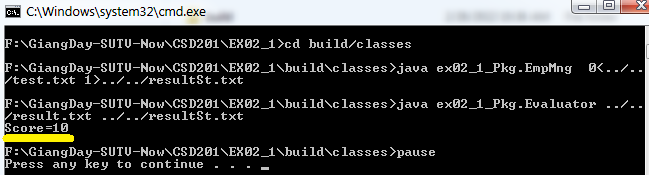 C:\Windows\system32\cmd.exe
F:\GiangDay-SUTV-Now\CSD201\EX02_1>cd build/classes
F:\GiangDay-SUTV-Now\CSD201\EX02_1\build\classes>java ex02_1_Pkg.EmpMng  0<../..
/test.txt 1>../../resultSt.txt
F:\GiangDay-SUTV-Now\CSD201\EX02_1\build\classes>java ex02_1_Pkg.Evaluator ../..
/result.txt ../../resultSt.txt
Score=10
F:\GiangDay-SUTV-Now\CSD201\EX02_1\build\classes>pause
Press any key to continue . . . _